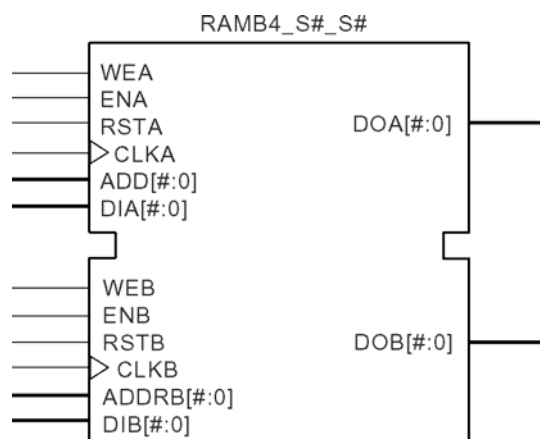 RAMB4_S#_S#
WEA
ENA
RSTA
CLKA
ADD[#:0]
DIA[#:0]
DOA[#:0]
WEB
ENB
RSTB
CLKB
ADDRB[#:0]
DIB[#:0]
DOB[#:0]